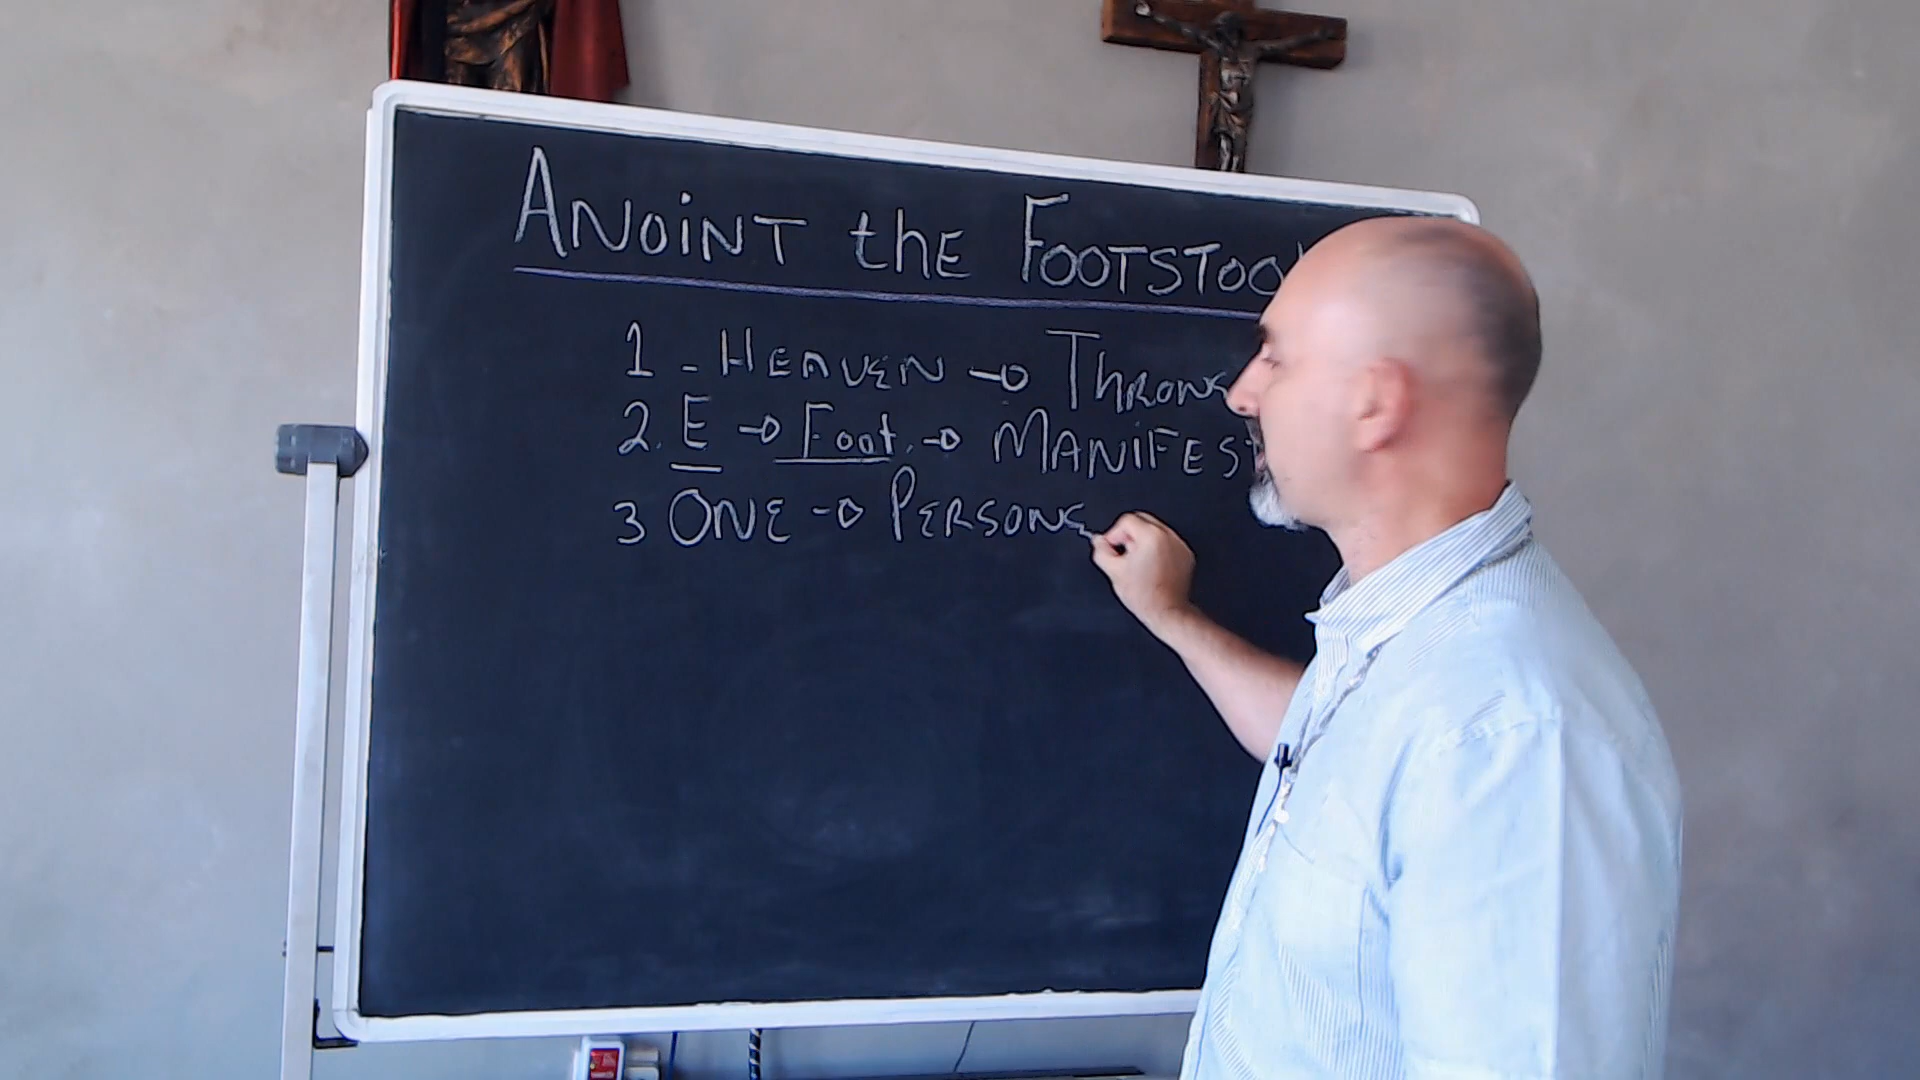 ANOINT thE FOOTSTOO
1 - HEAVEN → THRONE
2. E → Foot. → MANIFEST
3 ONE → PERSONS